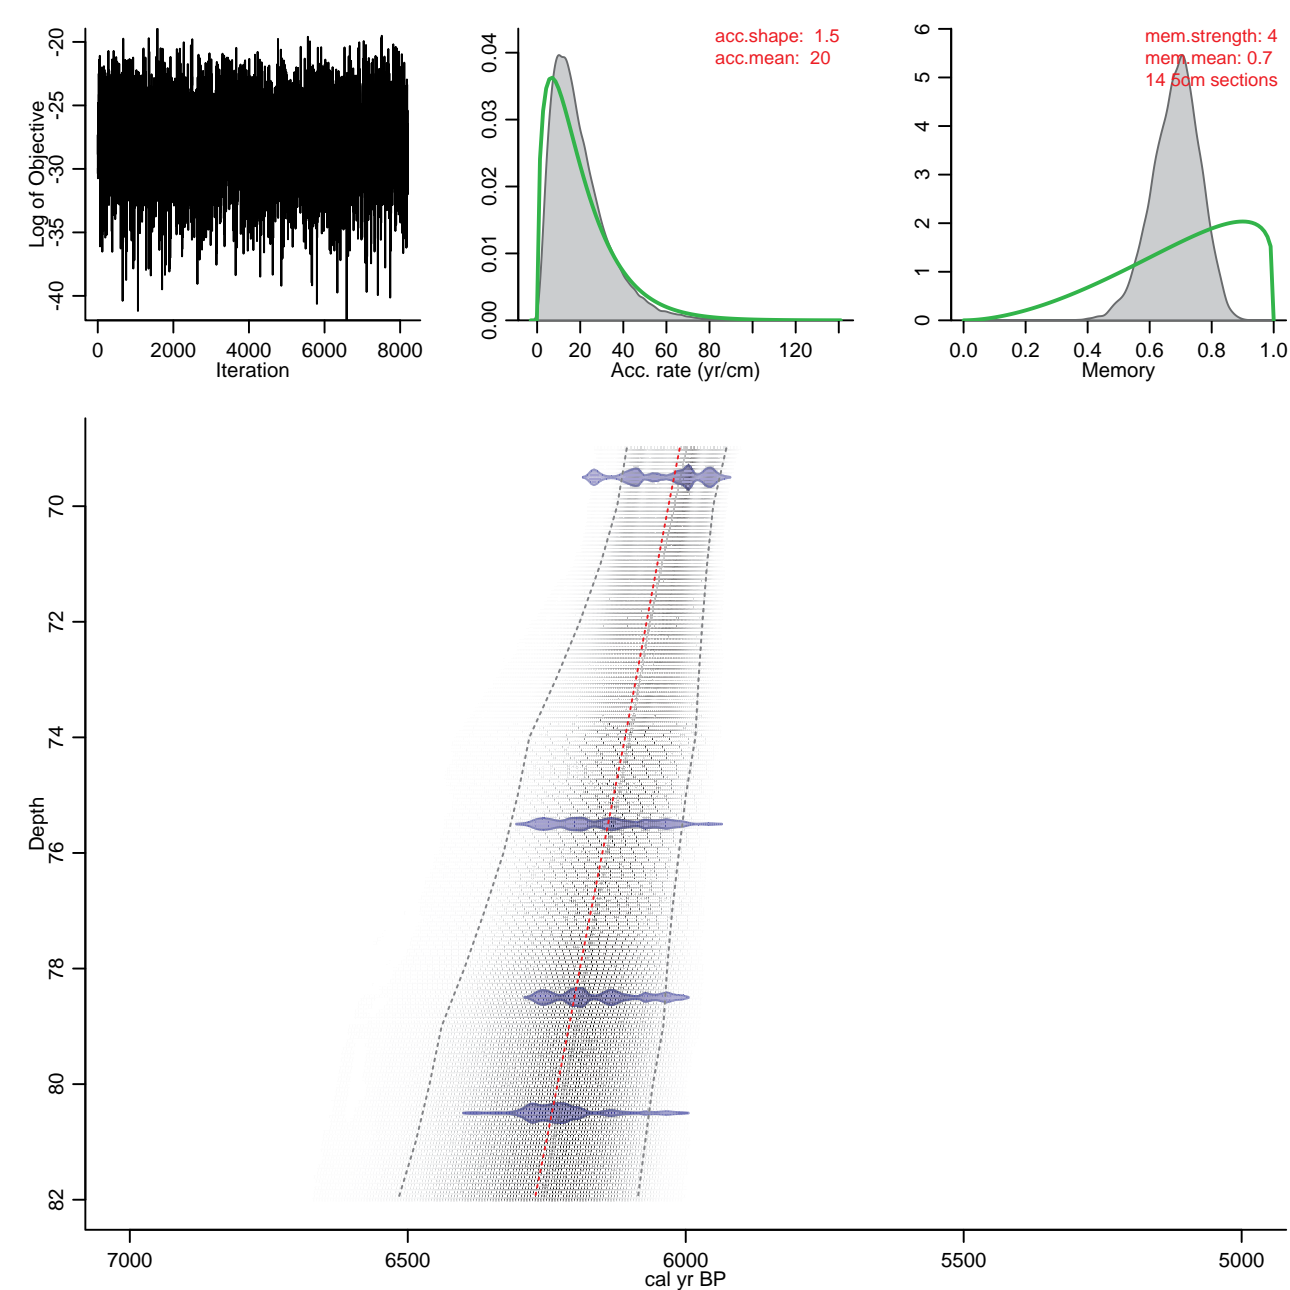 -20
-25
-30
-35
-40
Log of Objective
0 2000 4000 6000 8000
Iteration
acc.shape: 1.5
acc.mean: 20
0.04
0.03
0.02
0.01
0.00
0 20 40 60 80 120
Acc. rate (yr/cm)
mem.strength: 4
mem.mean: 0.7
14 5cm sections
6
5
4
3
2
1
0
0.0 0.2 0.4 0.6 0.8 1.0
Memory
70
72
74
76
78
80
82
Depth
7000 6500 6000 5500 5000
cal yr BP